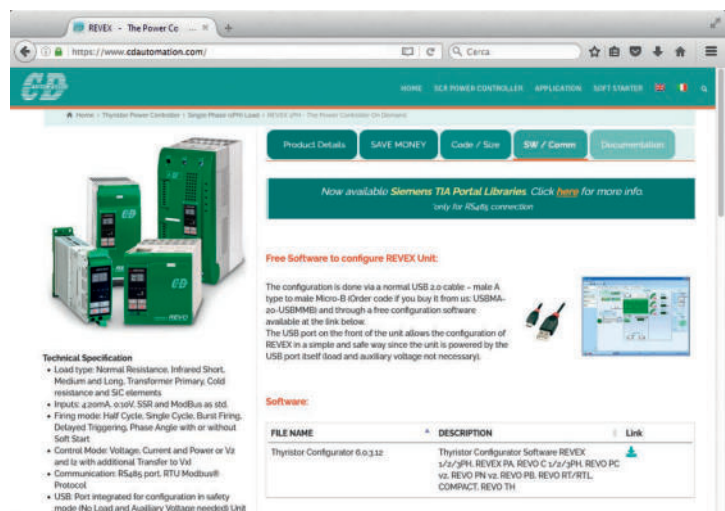 REVEX - The Power Co ... × +
https://www.cdautomation.com/
Cerca
CD
HOME SCR POWER CONTROLLER APPLICATION SOFT STARTER
Home > Thyristor Power Controller > Single Phase (1PH) Load > REVEX 1PH - The Power Controller On Demand
Product Details SAVE MONEY Code / Size SW / Comm Documentation
Now available Siemens TIA Portal Libraries. Click here for more info.
*only for RS485 connection
Free Software to configure REVEX Unit:
The configuration is done via a normal USB 2.0 cable – male A
type to male Micro-B (Order code if you buy it from us: USBMA-
20-USBMMB) and through a free configuration software
available at the link below.
The USB port on the front of the unit allows the configuration of
REVEX in a simple and safe way since the unit is powered by the
USB port itself (load and auxiliary voltage not necessary).
CD
REVO
Technical Specification
• Load type: Normal Resistance, Infrared Short,
Medium and Long, Transformer Primary, Cold
resistance and SiC elements
• Inputs: 4:20mA, 0:10V, SSR and ModBus as std.
• Firing mode: Half Cycle, Single Cycle, Burst Firing,
Delayed Triggering, Phase Angle with or without
Soft Start
• Control Mode: Voltage, Current and Power or V2
and I2 with additional Transfer to VxI
• Communication: RS485 port, RTU Modbus®
Protocol
• USB: Port integrated for configuration in safety
mode (No Load and Auxiliary Voltage needed) Unit
Software:
FILE NAME DESCRIPTION Link
Thyristor Configurator 6.0.3.12 Thyristor Configurator Software REVEX
1/2/3PH, REVEX PA, REVO C 1/2/3PH, REVO PC
v2, REVO PN v2, REVO PB, REVO RT/RTL,
COMPACT, REVO TH